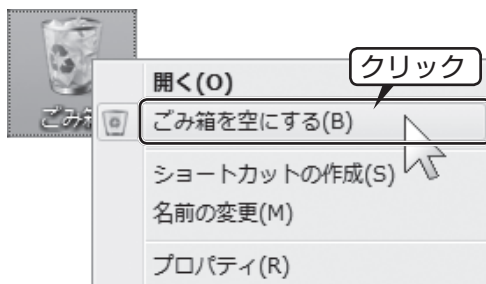 開く(O)
クリック
ごみ箱を空にする(B)
ショートカットの作成(S)
名前の変更(M)
プロパティ(R)